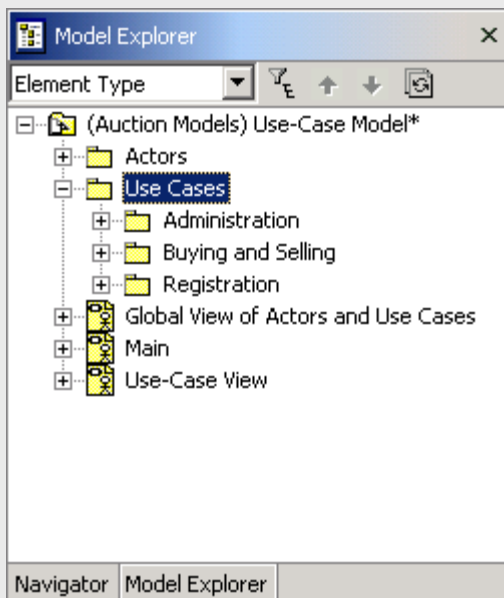 Model Explorer
Element Type
(Auction Models) Use-Case Model*
Actors
Use Cases
Administration
Buying and Selling
Registration
Global View of Actors and Use Cases
Main
Use-Case View
Navigator Model Explorer